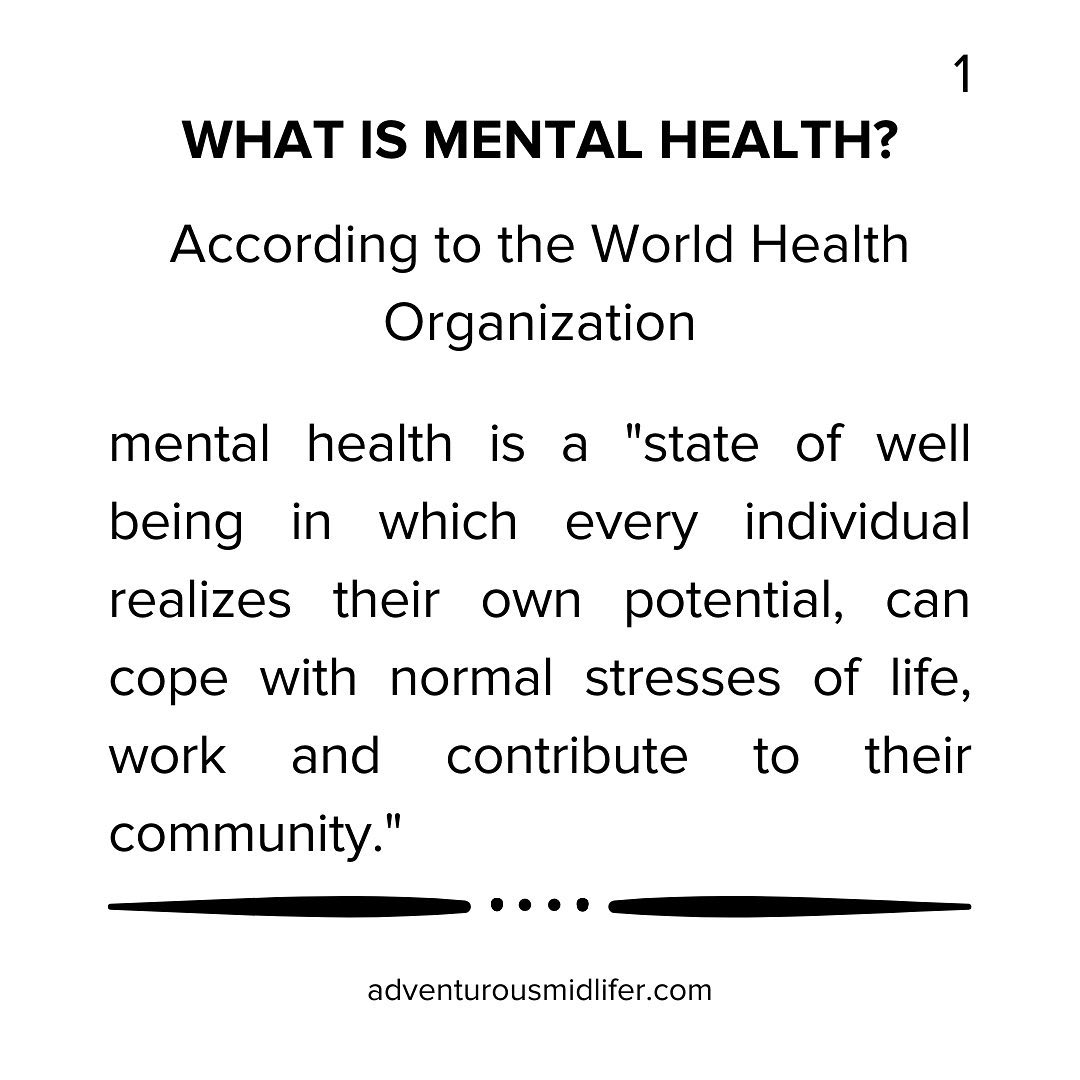 1
WHAT IS MENTAL HEALTH?
According to the World Health
Organization
mental health is a "state of well
being in which every individual
realizes their own potential, can
cope with normal stresses of life,
work and contribute to their
community."
adventurousmidlifer.com